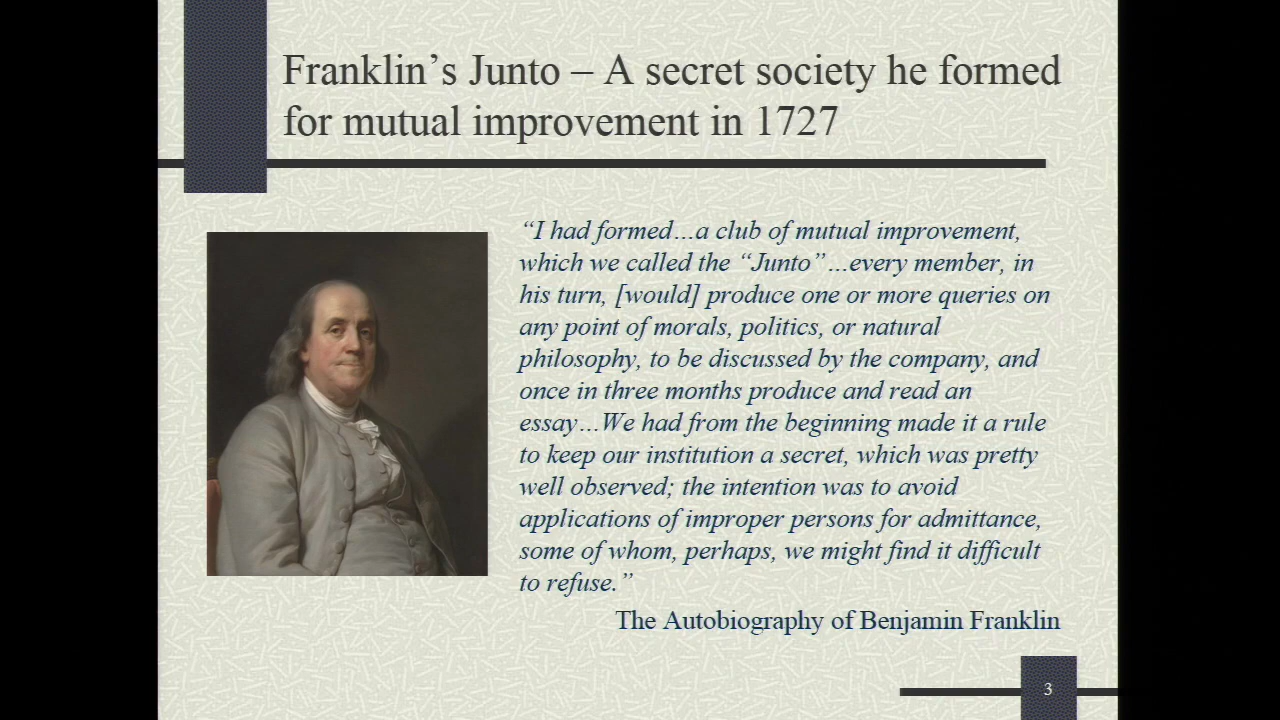 Franklin’s Junto – A secret society he formed
for mutual improvement in 1727
“I had formed…a club of mutual improvement,
which we called the “Junto”…every member, in
his turn, [would] produce one or more queries on
any point of morals, politics, or natural
philosophy, to be discussed by the company, and
once in three months produce and read an
essay…We had from the beginning made it a rule
to keep our institution a secret, which was pretty
well observed; the intention was to avoid
applications of improper persons for admittance,
some of whom, perhaps, we might find it difficult
to refuse.”
The Autobiography of Benjamin Franklin
3